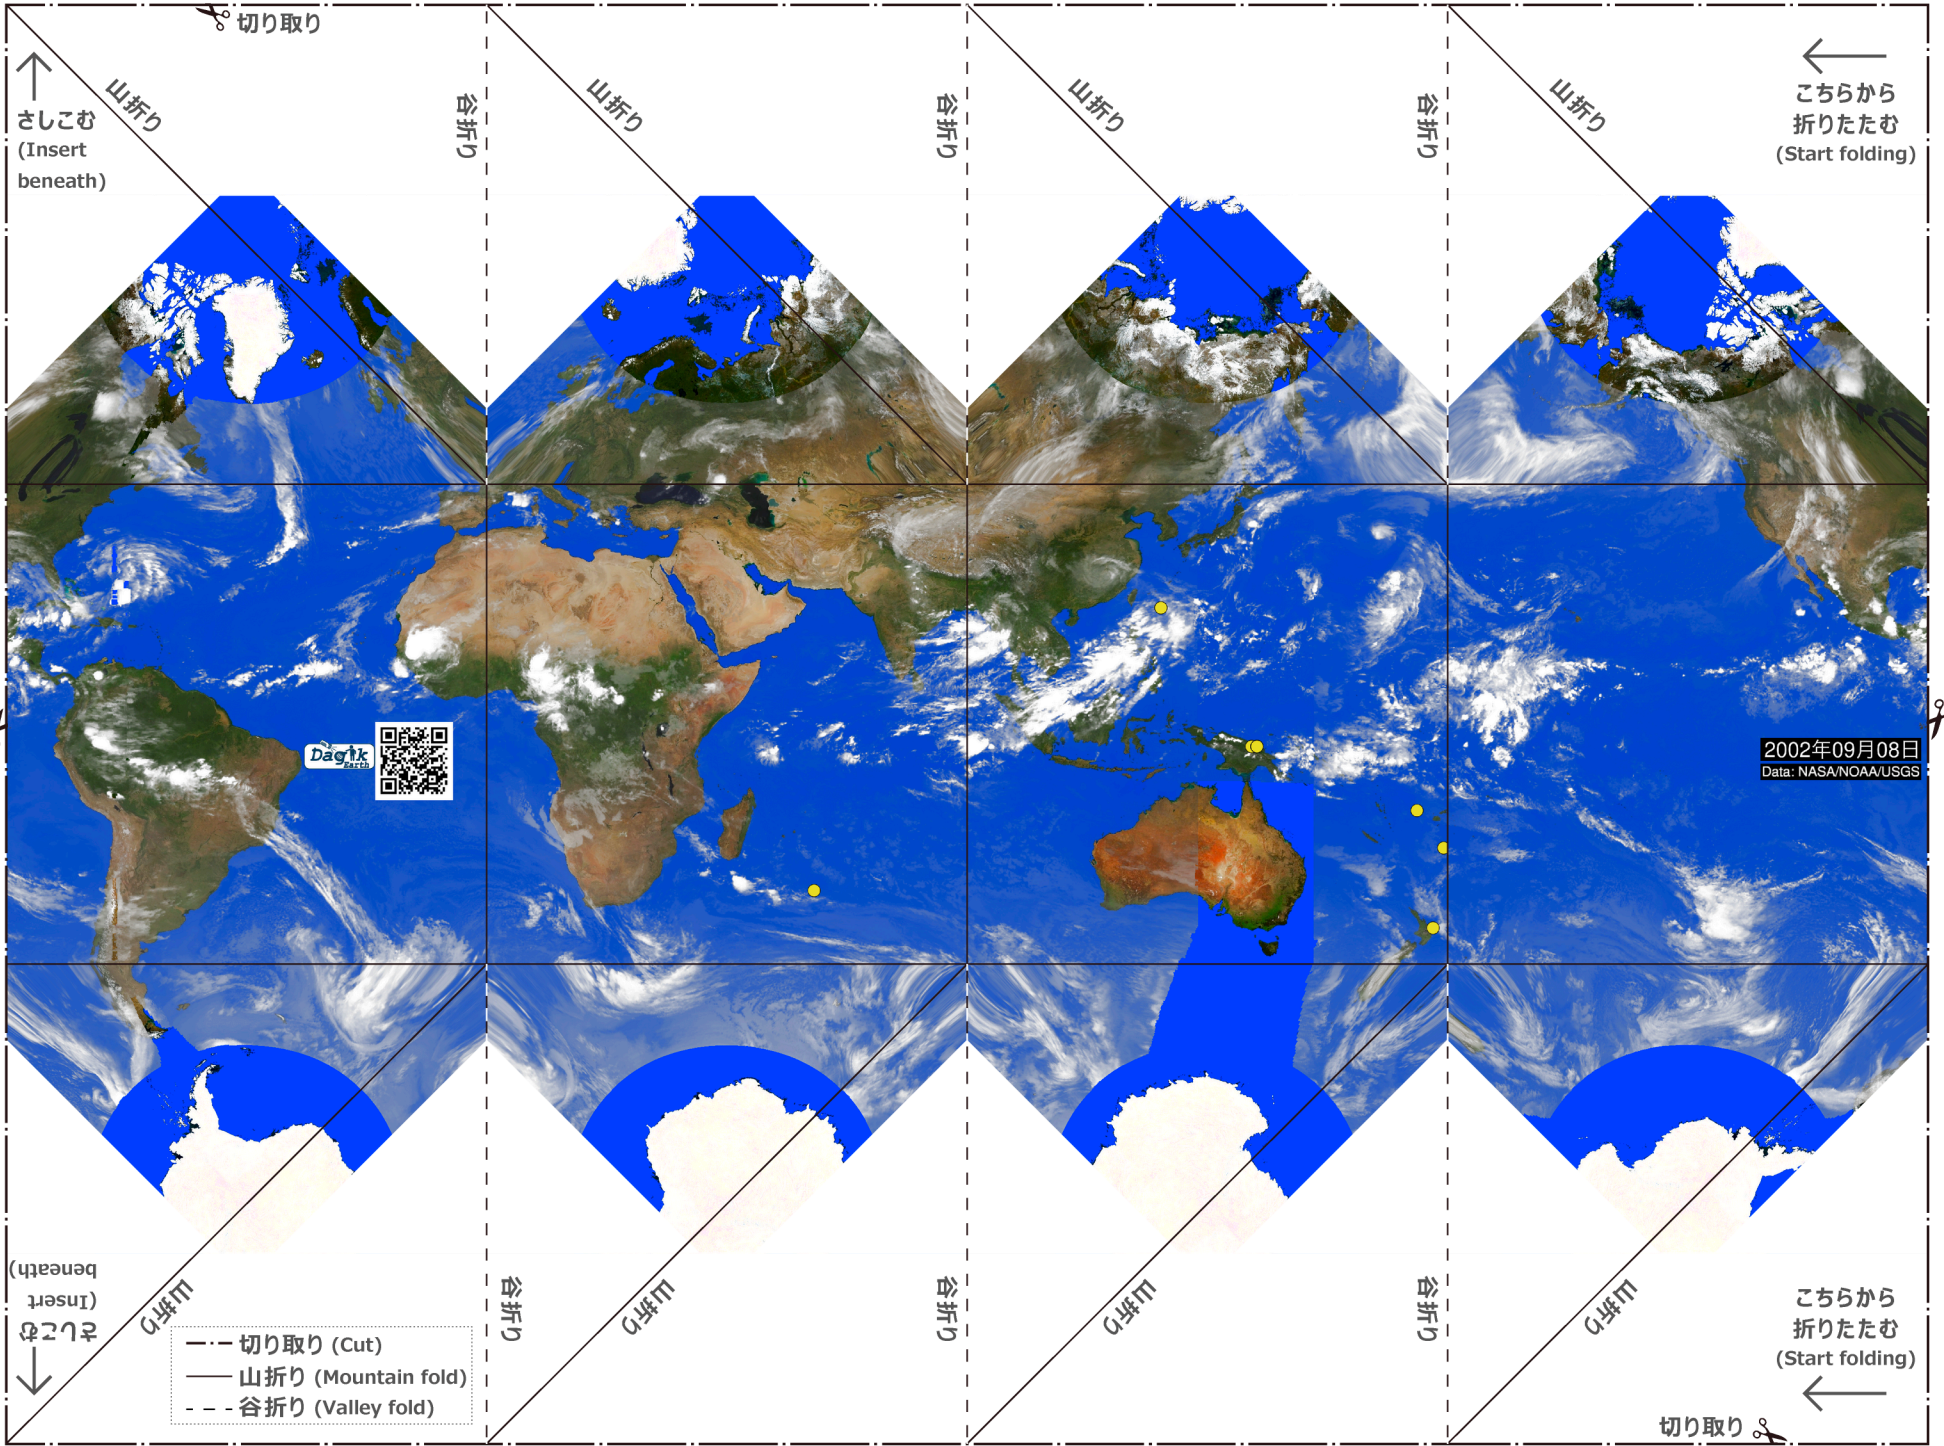 切り取り
さしこむ
(Insert
beneath)
山折り
谷折り
山折り
谷折り
山折り
谷折り
山折り
こちらから
折りたたむ
(Start folding)
Dagik
Earth
2002年09月08日
Data: NASA/NOAA/USGS
さしこむ
(Insert
beneath)
山折り
谷折り
山折り
谷折り
山折り
谷折り
山折り
こちらから
折りたたむ
(Start folding)
切り取り (Cut)
山折り (Mountain fold)
谷折り (Valley fold)
切り取り